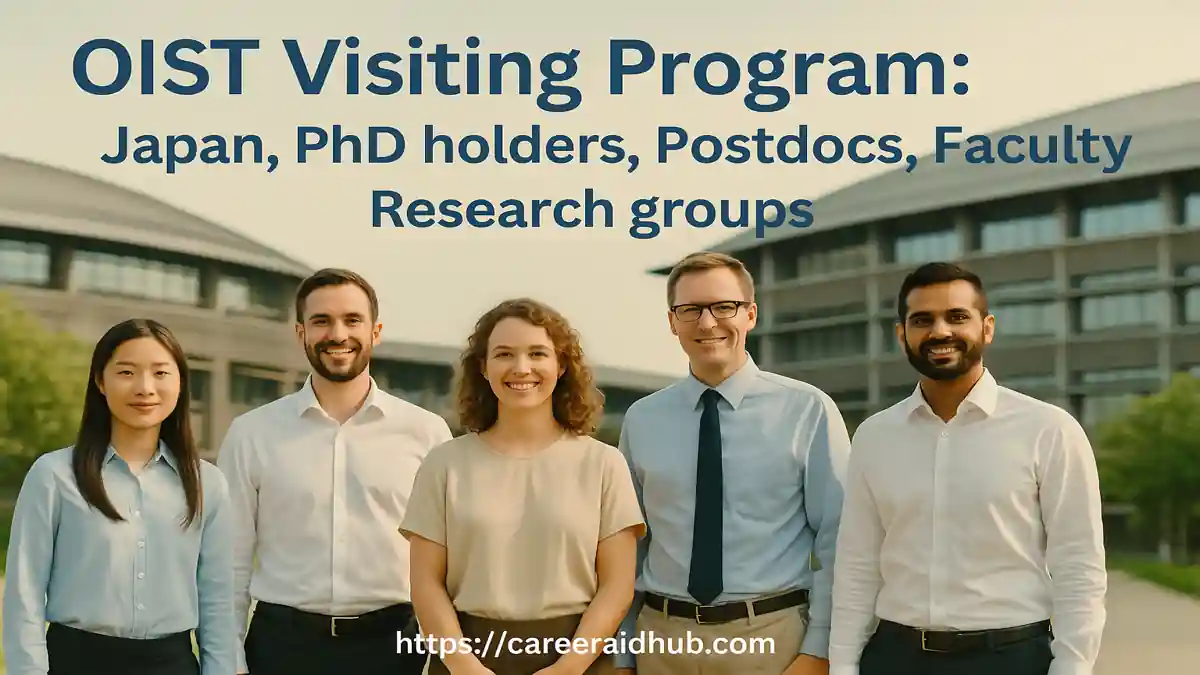 OIST Visiting Program:
Japan, PhD holders, Postdocs, Faculty
Research groups
https://careeraidhub.com